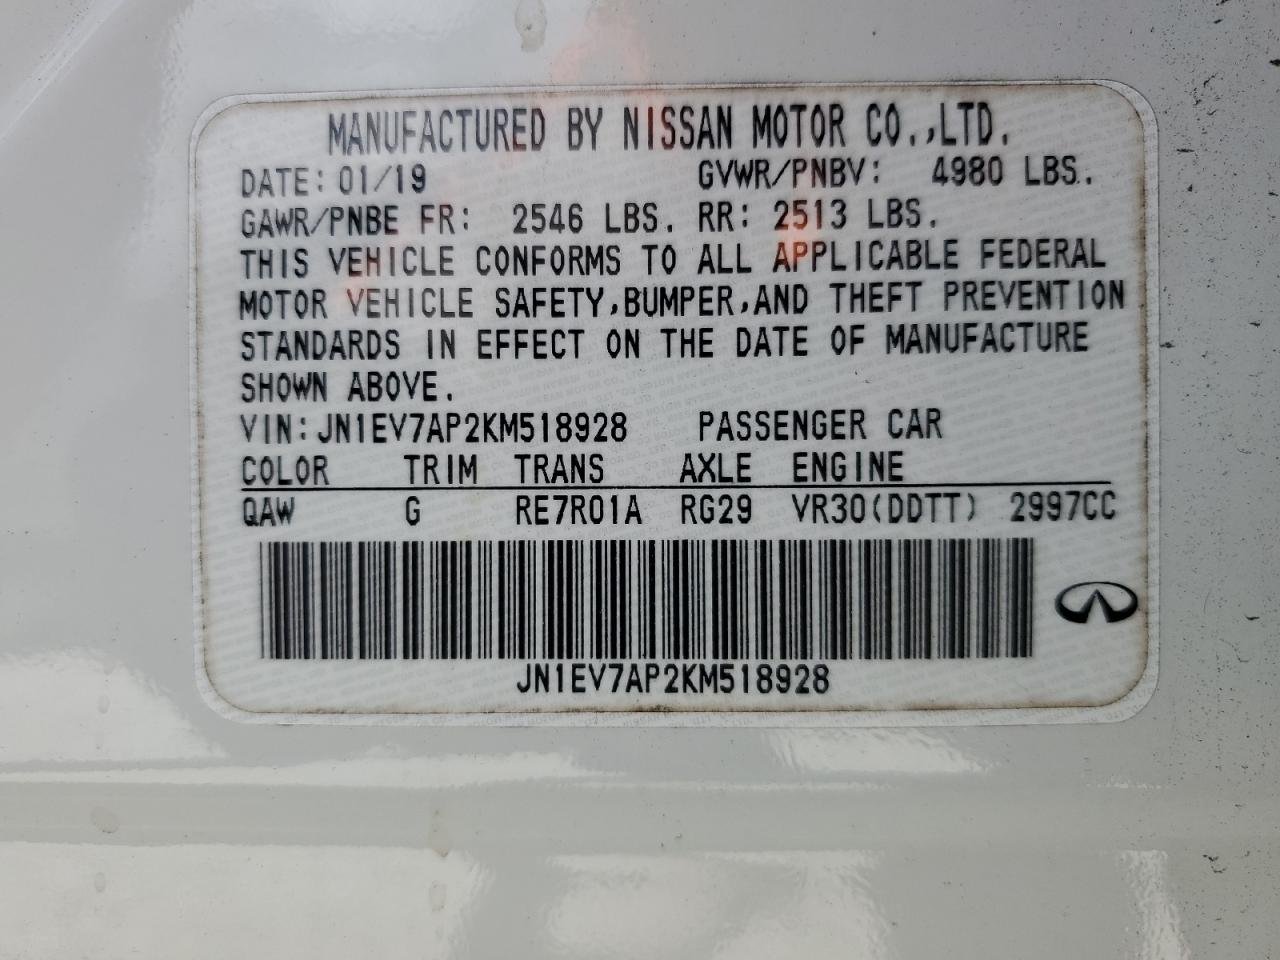 MANUFACTURED BY NISSAN MOTOR CO.,LTD.
DATE: 01/19 GVWR/PNBV: 4980 LBS.
GAWR/PNBE FR: 2546 LBS. RR: 2513 LBS.
THIS VEHICLE CONFORMS TO ALL APPLICABLE FEDERAL
MOTOR VEHICLE SAFETY,BUMPER,AND THEFT PREVENTION
STANDARDS IN EFFECT ON THE DATE OF MANUFACTURE
SHOWN ABOVE.
VIN: JN1EV7AP2KM518928 PASSENGER CAR
COLOR TRIM TRANS AXLE ENGINE
QAW G RE7R01A RG29 VR30(DDTT) 2997CC
JN1EV7AP2KM518928